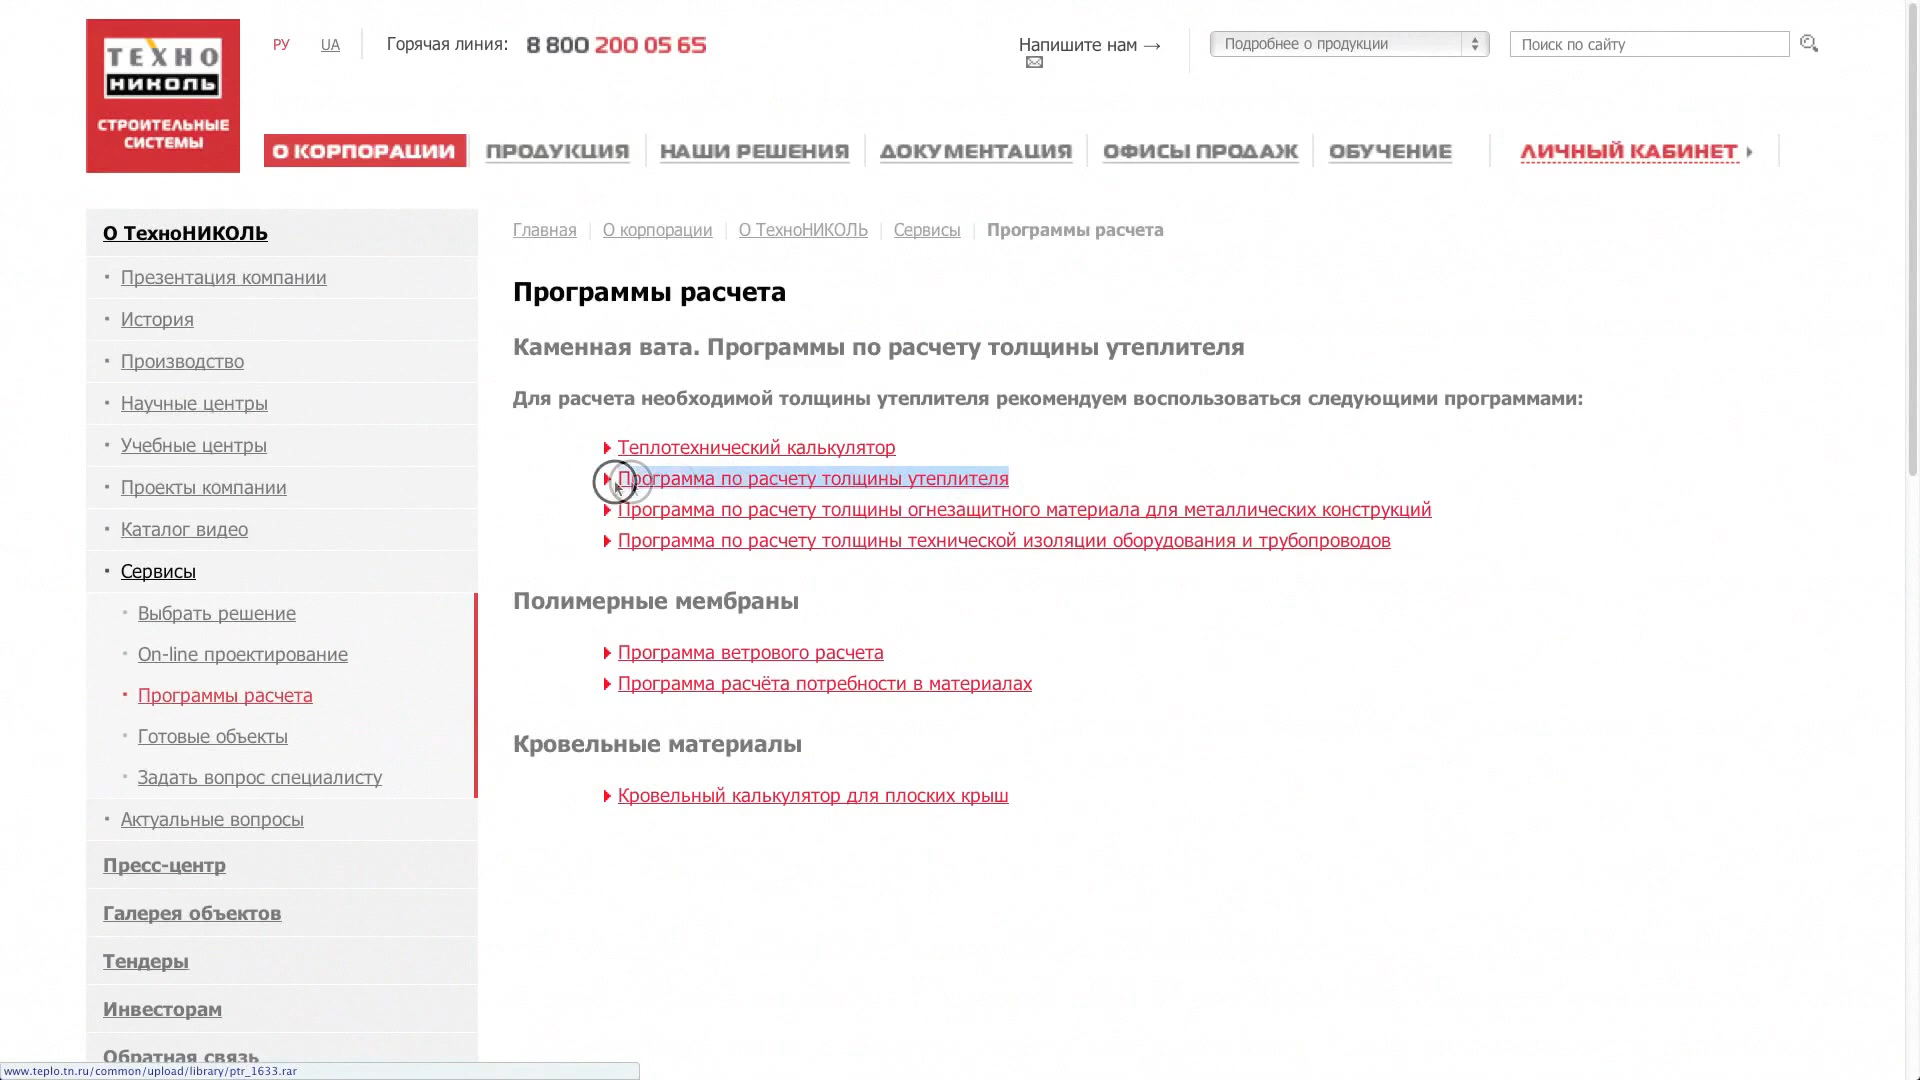 ТЕХНО
НИКОЛЬ
СТРОИТЕЛЬНЫЕ
СИСТЕМЫ
РУ UA Горячая линия: 8 800 200 05 65 Напишите нам → Подробнее о продукции Поиск по сайту
О КОРПОРАЦИИ ПРОДУКЦИЯ НАШИ РЕШЕНИЯ ДОКУМЕНТАЦИЯ ОФИСЫ ПРОДАЖ ОБУЧЕНИЕ ЛИЧНЫЙ КАБИНЕТ
О ТехноНИКОЛЬ
Презентация компании
История
Производство
Научные центры
Учебные центры
Проекты компании
Каталог видео
Сервисы
Выбрать решение
On-line проектирование
Программы расчета
Готовые объекты
Задать вопрос специалисту
Актуальные вопросы
Пресс-центр
Галерея объектов
Тендеры
Инвесторам
Обратная связь
Главная О корпорации О ТехноНИКОЛЬ Сервисы Программы расчета
Программы расчета
Каменная вата. Программы по расчету толщины утеплителя
Для расчета необходимой толщины утеплителя рекомендуем воспользоваться следующими программами:
Теплотехнический калькулятор
Программа по расчету толщины утеплителя
Программа по расчету толщины огнезащитного материала для металлических конструкций
Программа по расчету толщины технической изоляции оборудования и трубопроводов
Полимерные мембраны
Программа ветрового расчета
Программа расчёта потребности в материалах
Кровельные материалы
Кровельный калькулятор для плоских крыш
www.teplo.tn.ru/common/upload/library/ptr_1633.rar